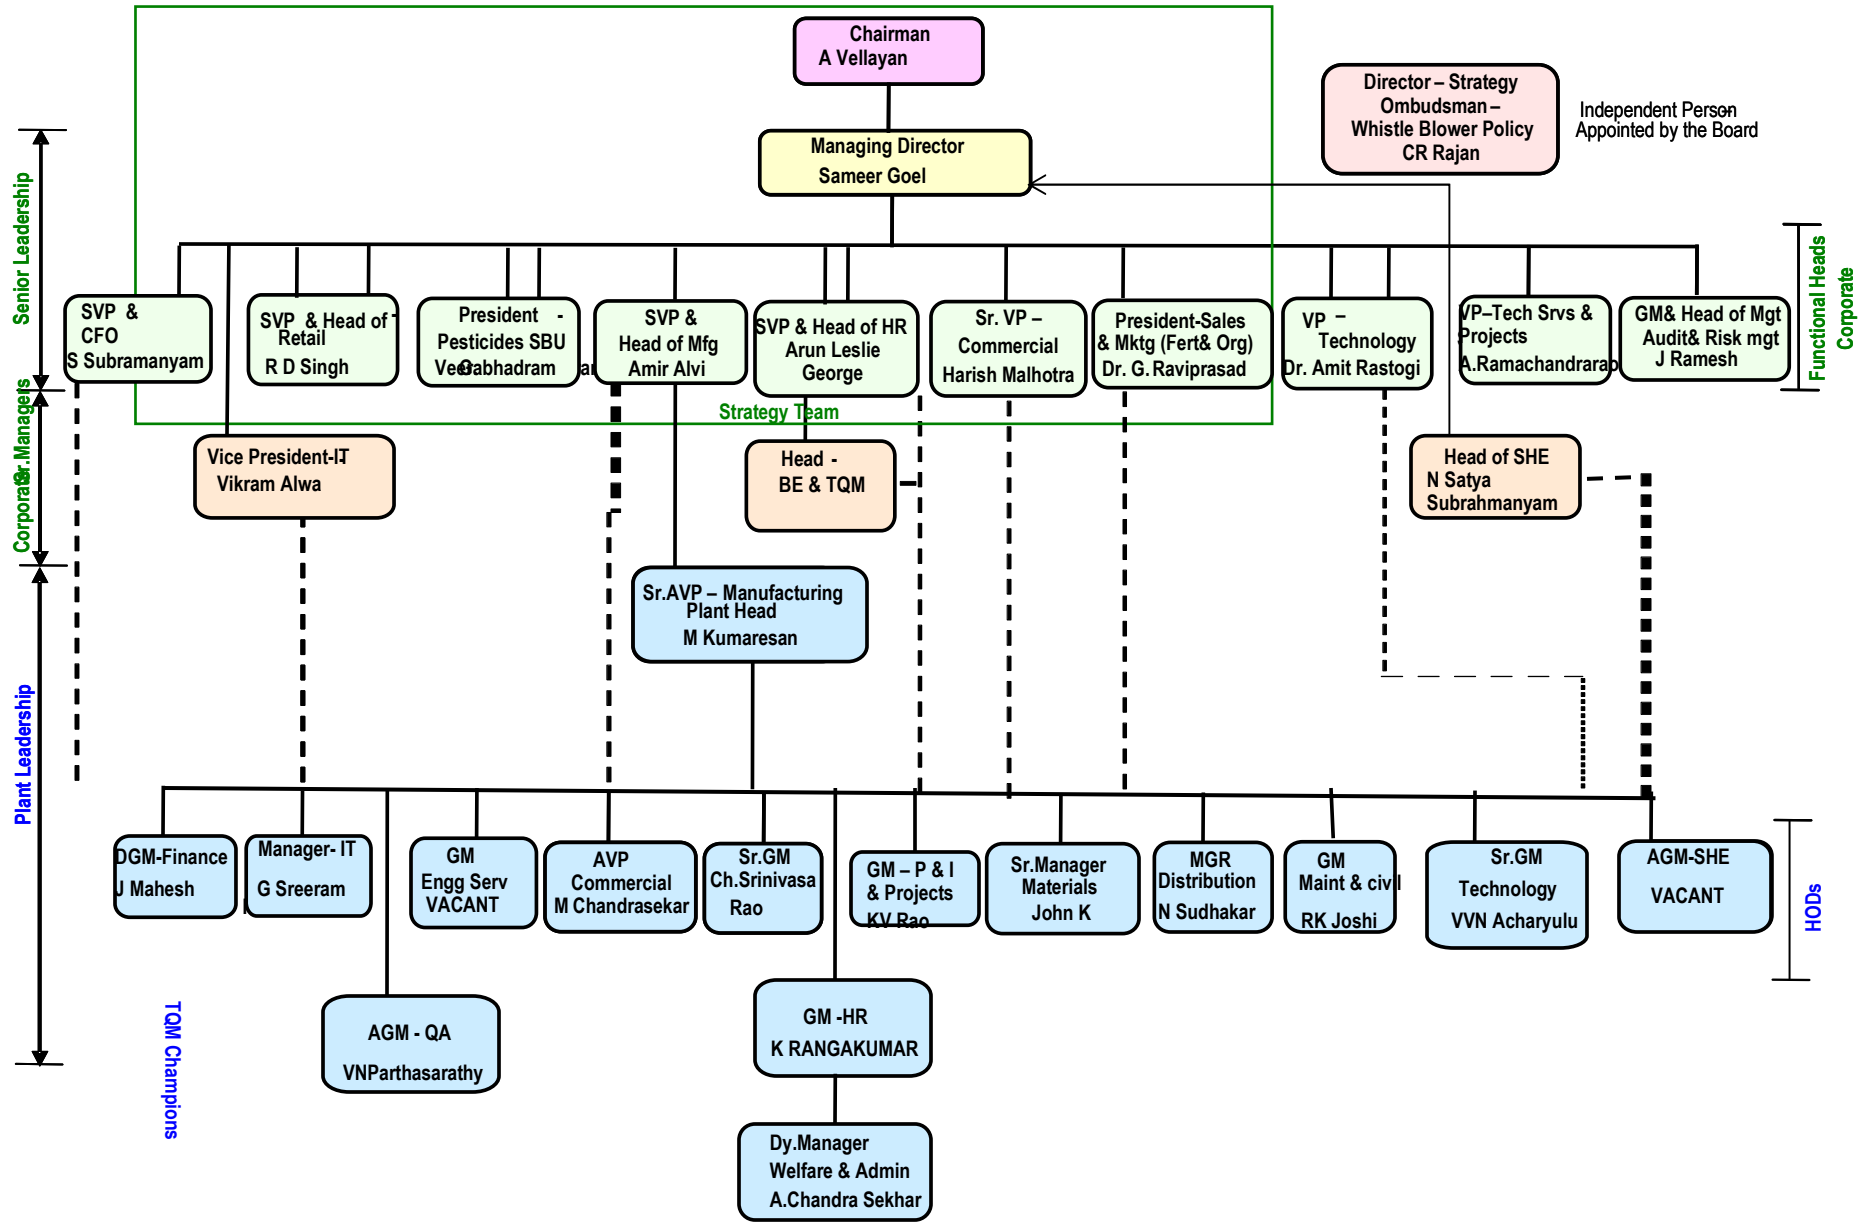 Chairman
A Vellayan
Director – Strategy
Ombudsman –
Whistle Blower Policy
CR Rajan
Independent Person
Appointed by the Board
Managing Director
Sameer Goel
Senior Leadership
Functional Heads
Corporate
SVP &
CFO
S Subramanyam
SVP & Head of -
Retail
R D Singh
President -
Pesticides SBU
SVP &
Head of Mfg
Amir Alvi
SVP & Head of HR
Arun Leslie
George
Sr. VP –
Commercial
Harish Malhotra
President-Sales
& Mktg (Fert& Org)
Dr. G. Raviprasad
VP –
Technology
Dr. Amit Rastogi
VP–Tech Srvs &
Projects
A.Ramachandrarao
GM& Head of Mgt
Audit& Risk mgt
J Ramesh
Strategy Team
Sr.Managers
Corporate
Vice President-IT
Vikram Alwa
Head -
BE & TQM
Head of SHE
N Satya
Subrahmanyam
Sr.AVP – Manufacturing
Plant Head
M Kumaresan
Plant Leadership
DGM-Finance
J Mahesh
Manager- IT
G Sreeram
GM
Engg Serv
VACANT
AVP
Commercial
M Chandrasekar
Sr.GM
Ch.Srinivasa
Rao
GM – P & I
& Projects
KV Rao
Sr.Manager
Materials
John K
MGR
Distribution
N Sudhakar
GM
Maint & civil
RK Joshi
Sr.GM
Technology
VVN Acharyulu
AGM-SHE
VACANT
HODs
TQM Champions
AGM - QA
VNParthasarathy
GM -HR
K RANGAKUMAR
Dy.Manager
Welfare & Admin
A.Chandra Sekhar